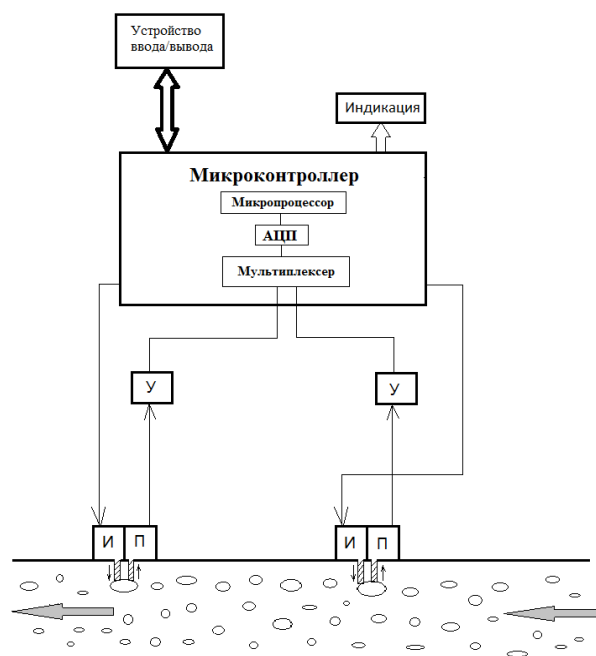 Устройство
ввода/вывода
Индикация
Микроконтроллер
Микропроцессор
АЦП
Мультиплексер
У
У
И
П
И
П